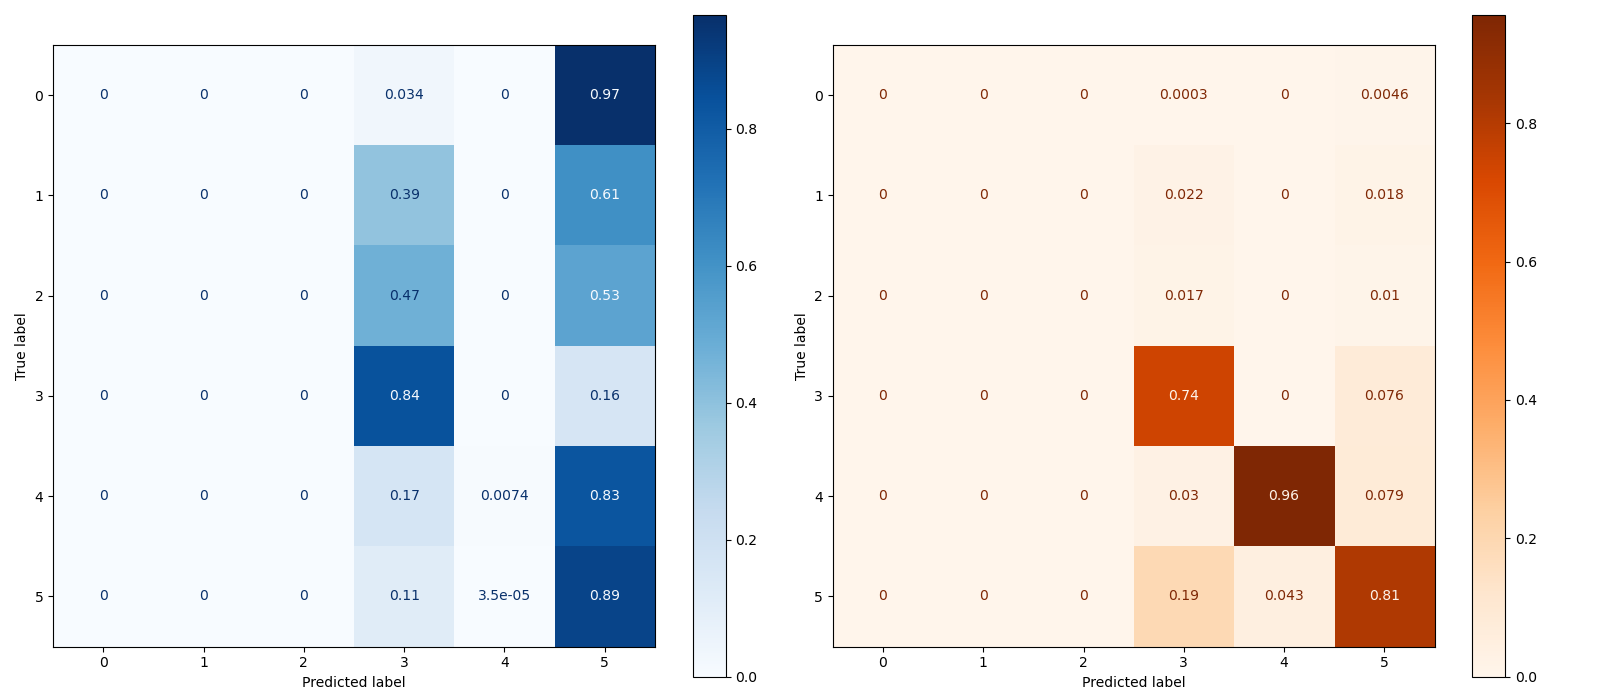 0 0 0 0 0.034 0 0.97
1 0 0 0 0.39 0 0.61
2 0 0 0 0.47 0 0.53
3 0 0 0 0.84 0 0.16
4 0 0 0 0.17 0.0074 0.83
5 0 0 0 0.11 3.5e-05 0.89
0 1 2 3 4 5
Predicted label
True label
0.8
0.6
0.4
0.2
0.0
0 0 0 0 0.0003 0 0.0046
1 0 0 0 0.022 0 0.018
2 0 0 0 0.017 0 0.01
3 0 0 0 0.74 0 0.076
4 0 0 0 0.03 0.96 0.079
5 0 0 0 0.19 0.043 0.81
0 1 2 3 4 5
Predicted label
True label
0.8
0.6
0.4
0.2
0.0